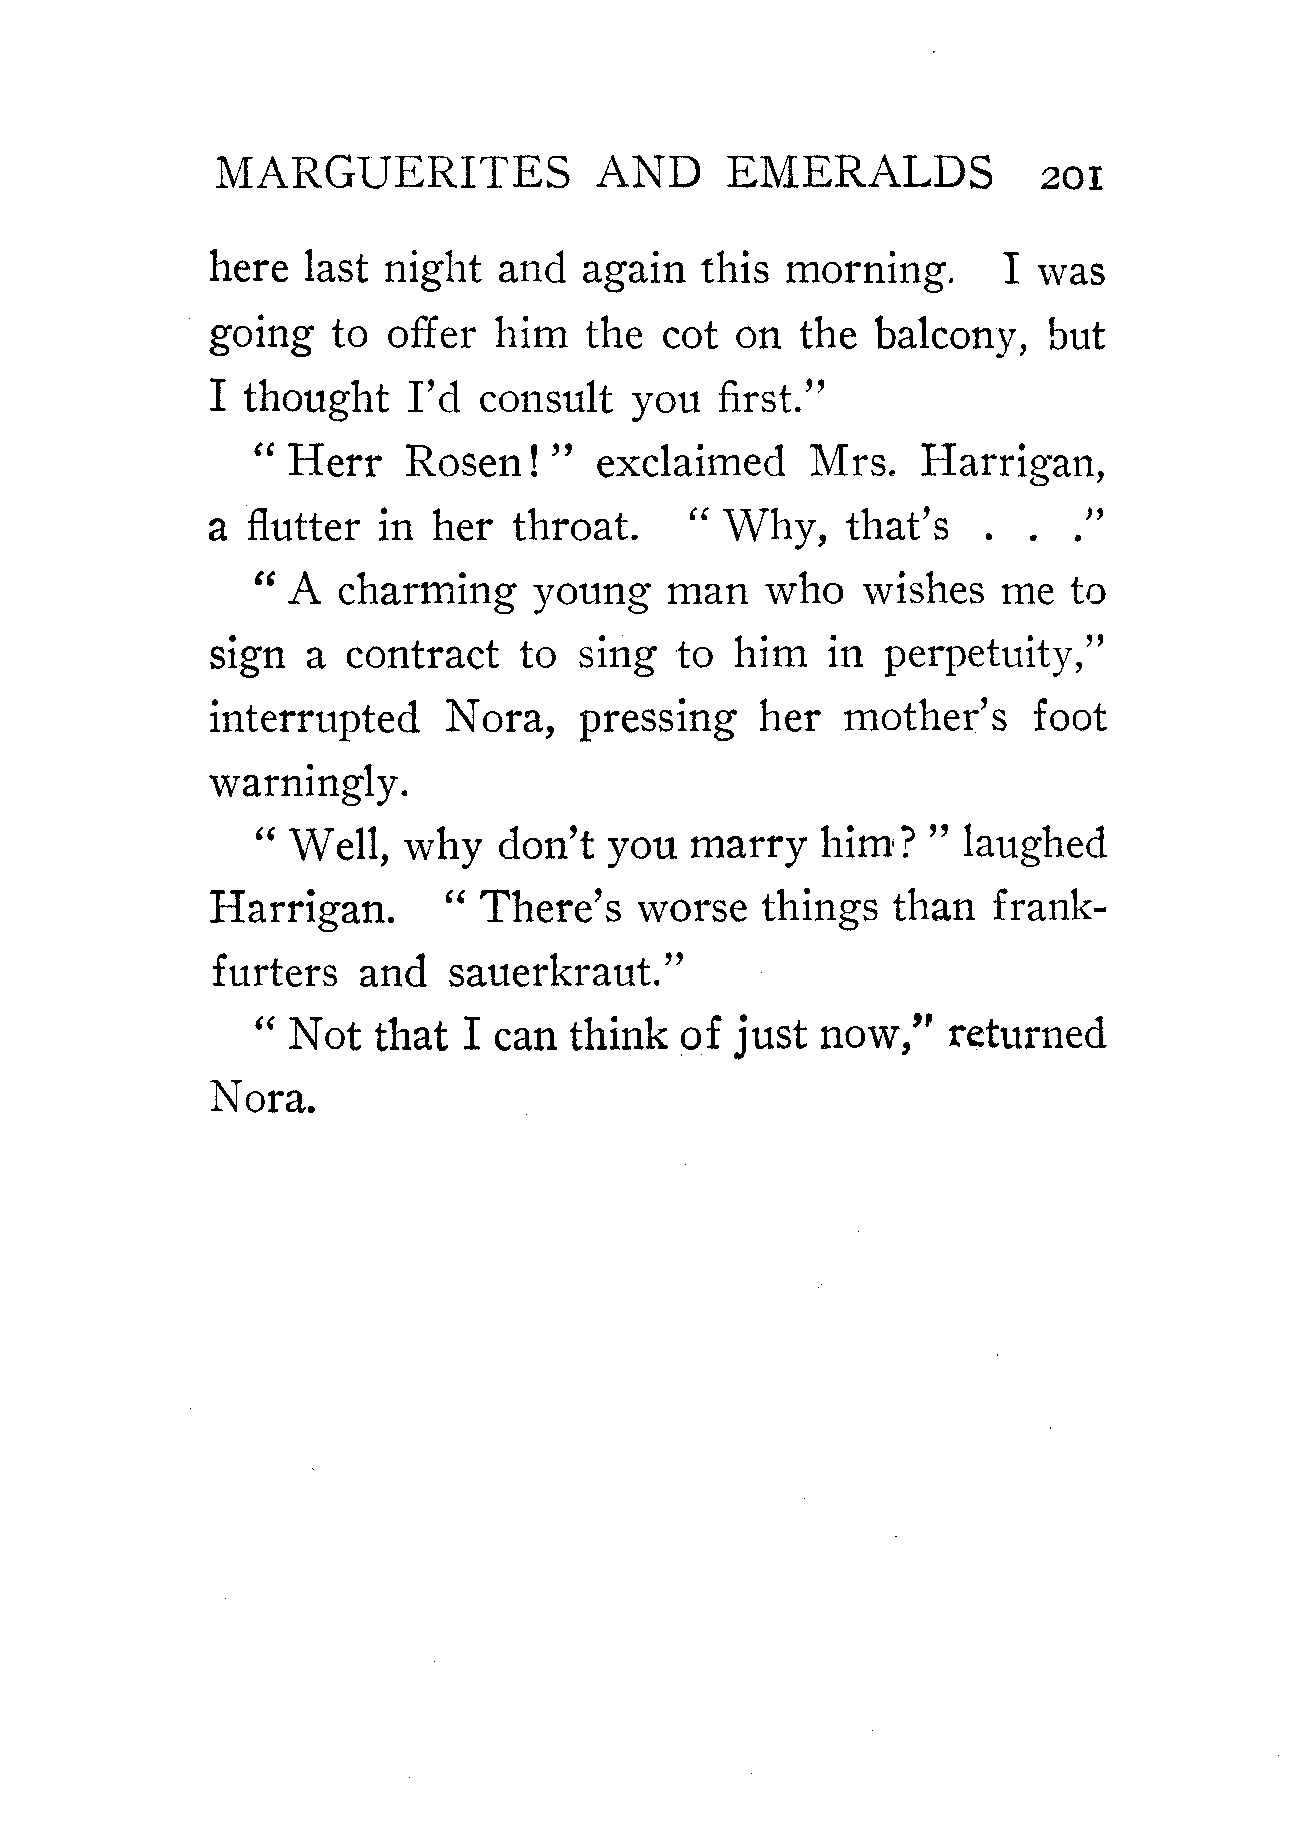 MARGUERITES AND EMERALDS 201
here last night and again this morning. I was
going to offer him the cot on the balcony, but
I thought I'd consult you first."
" Herr Rosen! " exclaimed Mrs. Harrigan,
a flutter in her throat. " Why, that's . . ."
" A charming young man who wishes me to
sign a contract to sing to him in perpetuity,"
interrupted Nora, pressing her mother's foot
warningly.
" Well, why don't you marry him? " laughed
Harrigan. " There's worse things than frank-
furters and sauerkraut."
" Not that I can think of just now," returned
Nora.